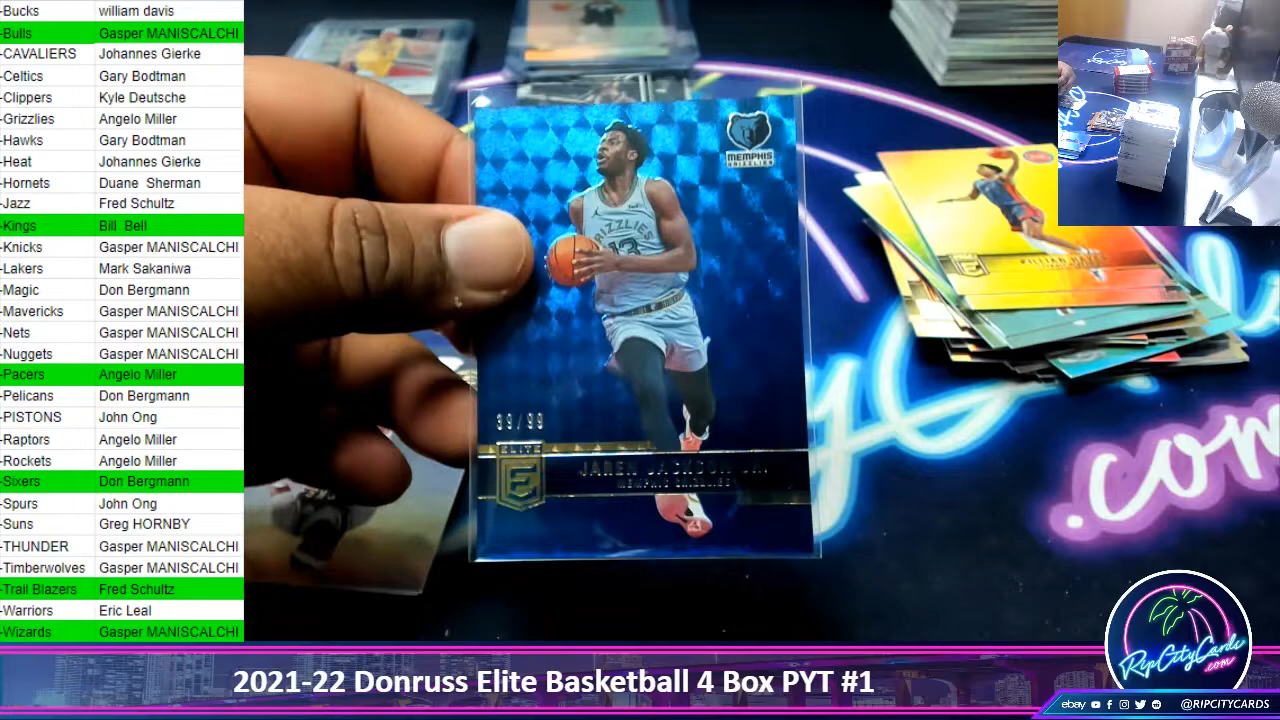 -Bucks william davis
-Bulls Gasper MANISCALCHI
-CAVALIERS Johannes Gierke
-Celtics Gary Bodtman
-Clippers Kyle Deutsche
-Grizzlies Angelo Miller
-Hawks Gary Bodtman
-Heat Johannes Gierke
-Hornets Duane Sherman
-Jazz Fred Schultz
-Kings Bill Bell
-Knicks Gasper MANISCALCHI
-Lakers Mark Sakaniwa
-Magic Don Bergmann
-Mavericks Gasper MANISCALCHI
-Nets Gasper MANISCALCHI
-Nuggets Gasper MANISCALCHI
-Pacers Angelo Miller
-Pelicans Don Bergmann
-PISTONS John Ong
-Raptors Angelo Miller
-Rockets Angelo Miller
-Sixers Don Bergmann
-Spurs John Ong
-Suns Greg HORNBY
-THUNDER Gasper MANISCALCHI
-Timberwolves Gasper MANISCALCHI
-Trail Blazers Fred Schultz
-Warriors Eric Leal
-Wizards Gasper MANISCALCHI
MEMPHIS
GRIZZLIES
GRIZZLIES
13
39/99
ELITE
E
JAREN JACKSON JR.
MEMPHIS GRIZZLIES
.com
RipCityCards
.com
2021-22 Donruss Elite Basketball 4 Box PYT #1
ebay @RIPCITYCARDS